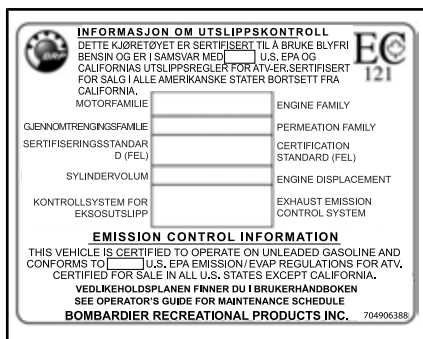 INFORMASJON OM UTSLIPPSKONTROLL
DETTE KJØRETØYET ER SERTIFISERT TIL Å BRUKE BLYFRI
BENSIN OG ER I SAMSVAR MED U.S. EPA OG
CALIFORNIAS UTSLIPPSREGLER FOR ATV-ER.SERTIFISERT
FOR SALG I ALLE AMERIKANSKE STATER BORTSETT FRA
CALIFORNIA.
brp
EC
121
MOTORFAMILIE ENGINE FAMILY
GJENNOMTRENGINGSFAMILIE PERMEATION FAMILY
SERTIFISERINGSSTANDAR CERTIFICATION
D (FEL) STANDARD (FEL)
SYLINDERVOLUM ENGINE DISPLACEMENT
KONTROLLSYSTEM FOR EXHAUST EMISSION
EKSOSUTSLIPP CONTROL SYSTEM
EMISSION CONTROL INFORMATION
THIS VEHICLE IS CERTIFIED TO OPERATE ON UNLEADED GASOLINE AND
CONFORMS TO U.S. EPA EMISSION/EVAP REGULATIONS FOR ATV.
CERTIFIED FOR SALE IN ALL U.S. STATES EXCEPT CALIFORNIA.
VEDLIKEHOLDSPLANEN FINNER DU I BRUKERHÅNDBOKEN
SEE OPERATOR'S GUIDE FOR MAINTENANCE SCHEDULE
BOMBARDIER RECREATIONAL PRODUCTS INC. 704906388